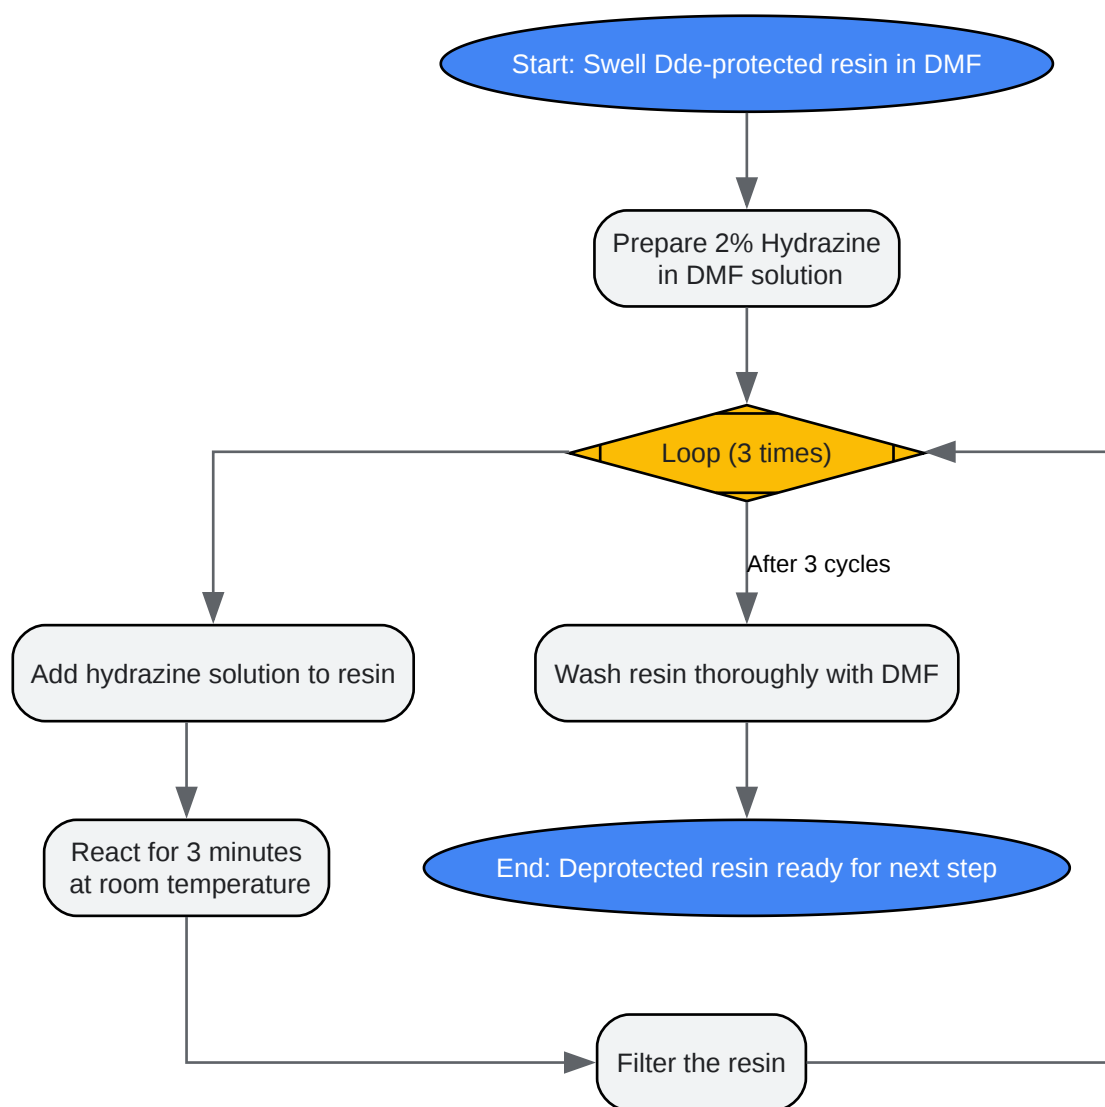 Start: Swell Dde-protected resin in DMF
Prepare 2% Hydrazine
in DMF solution
Loop (3 times)
After 3 cycles
Add hydrazine solution to resin
Wash resin thoroughly with DMF
React for 3 minutes
at room temperature
End: Deprotected resin ready for next step
Filter the resin